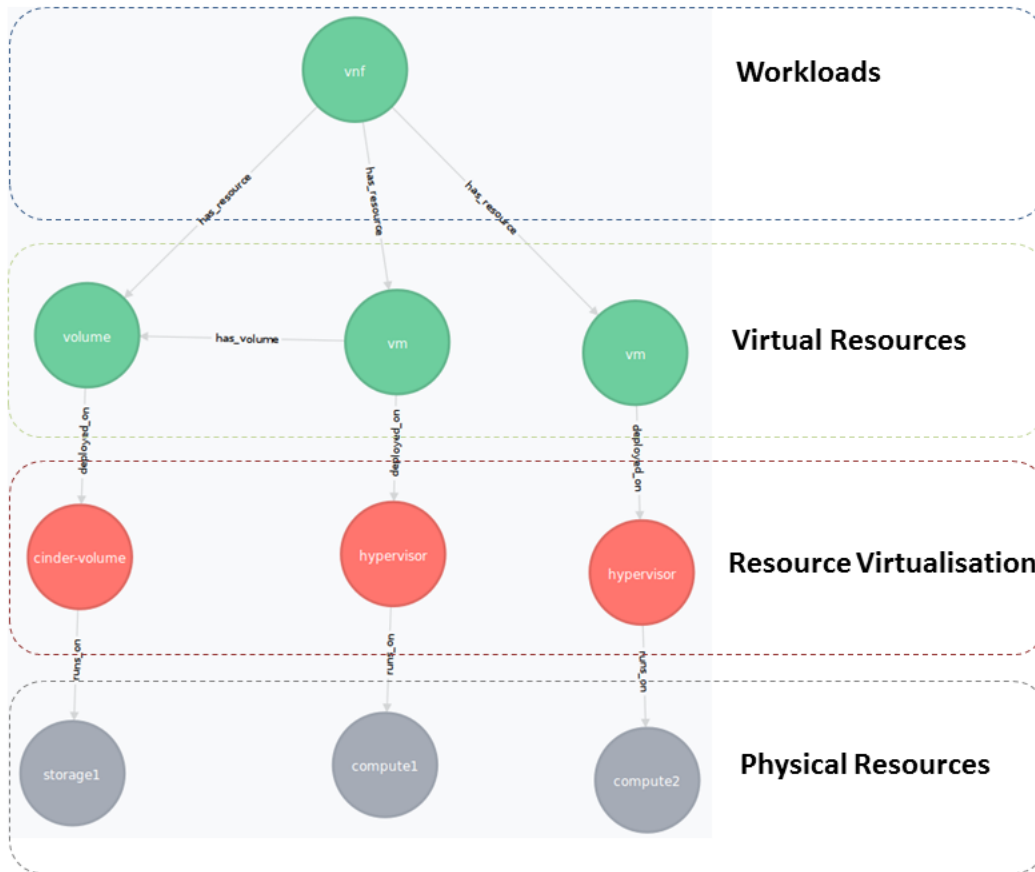 vnf
Workloads
has_resource
has_resource
has_resource
volume
has_volume
vm
vm
Virtual Resources
deployed_on
deployed_on
deployed_on
cinder-volume
hypervisor
hypervisor
Resource Virtualisation
runs_on
runs_on
runs_on
storage1
compute1
compute2
Physical Resources